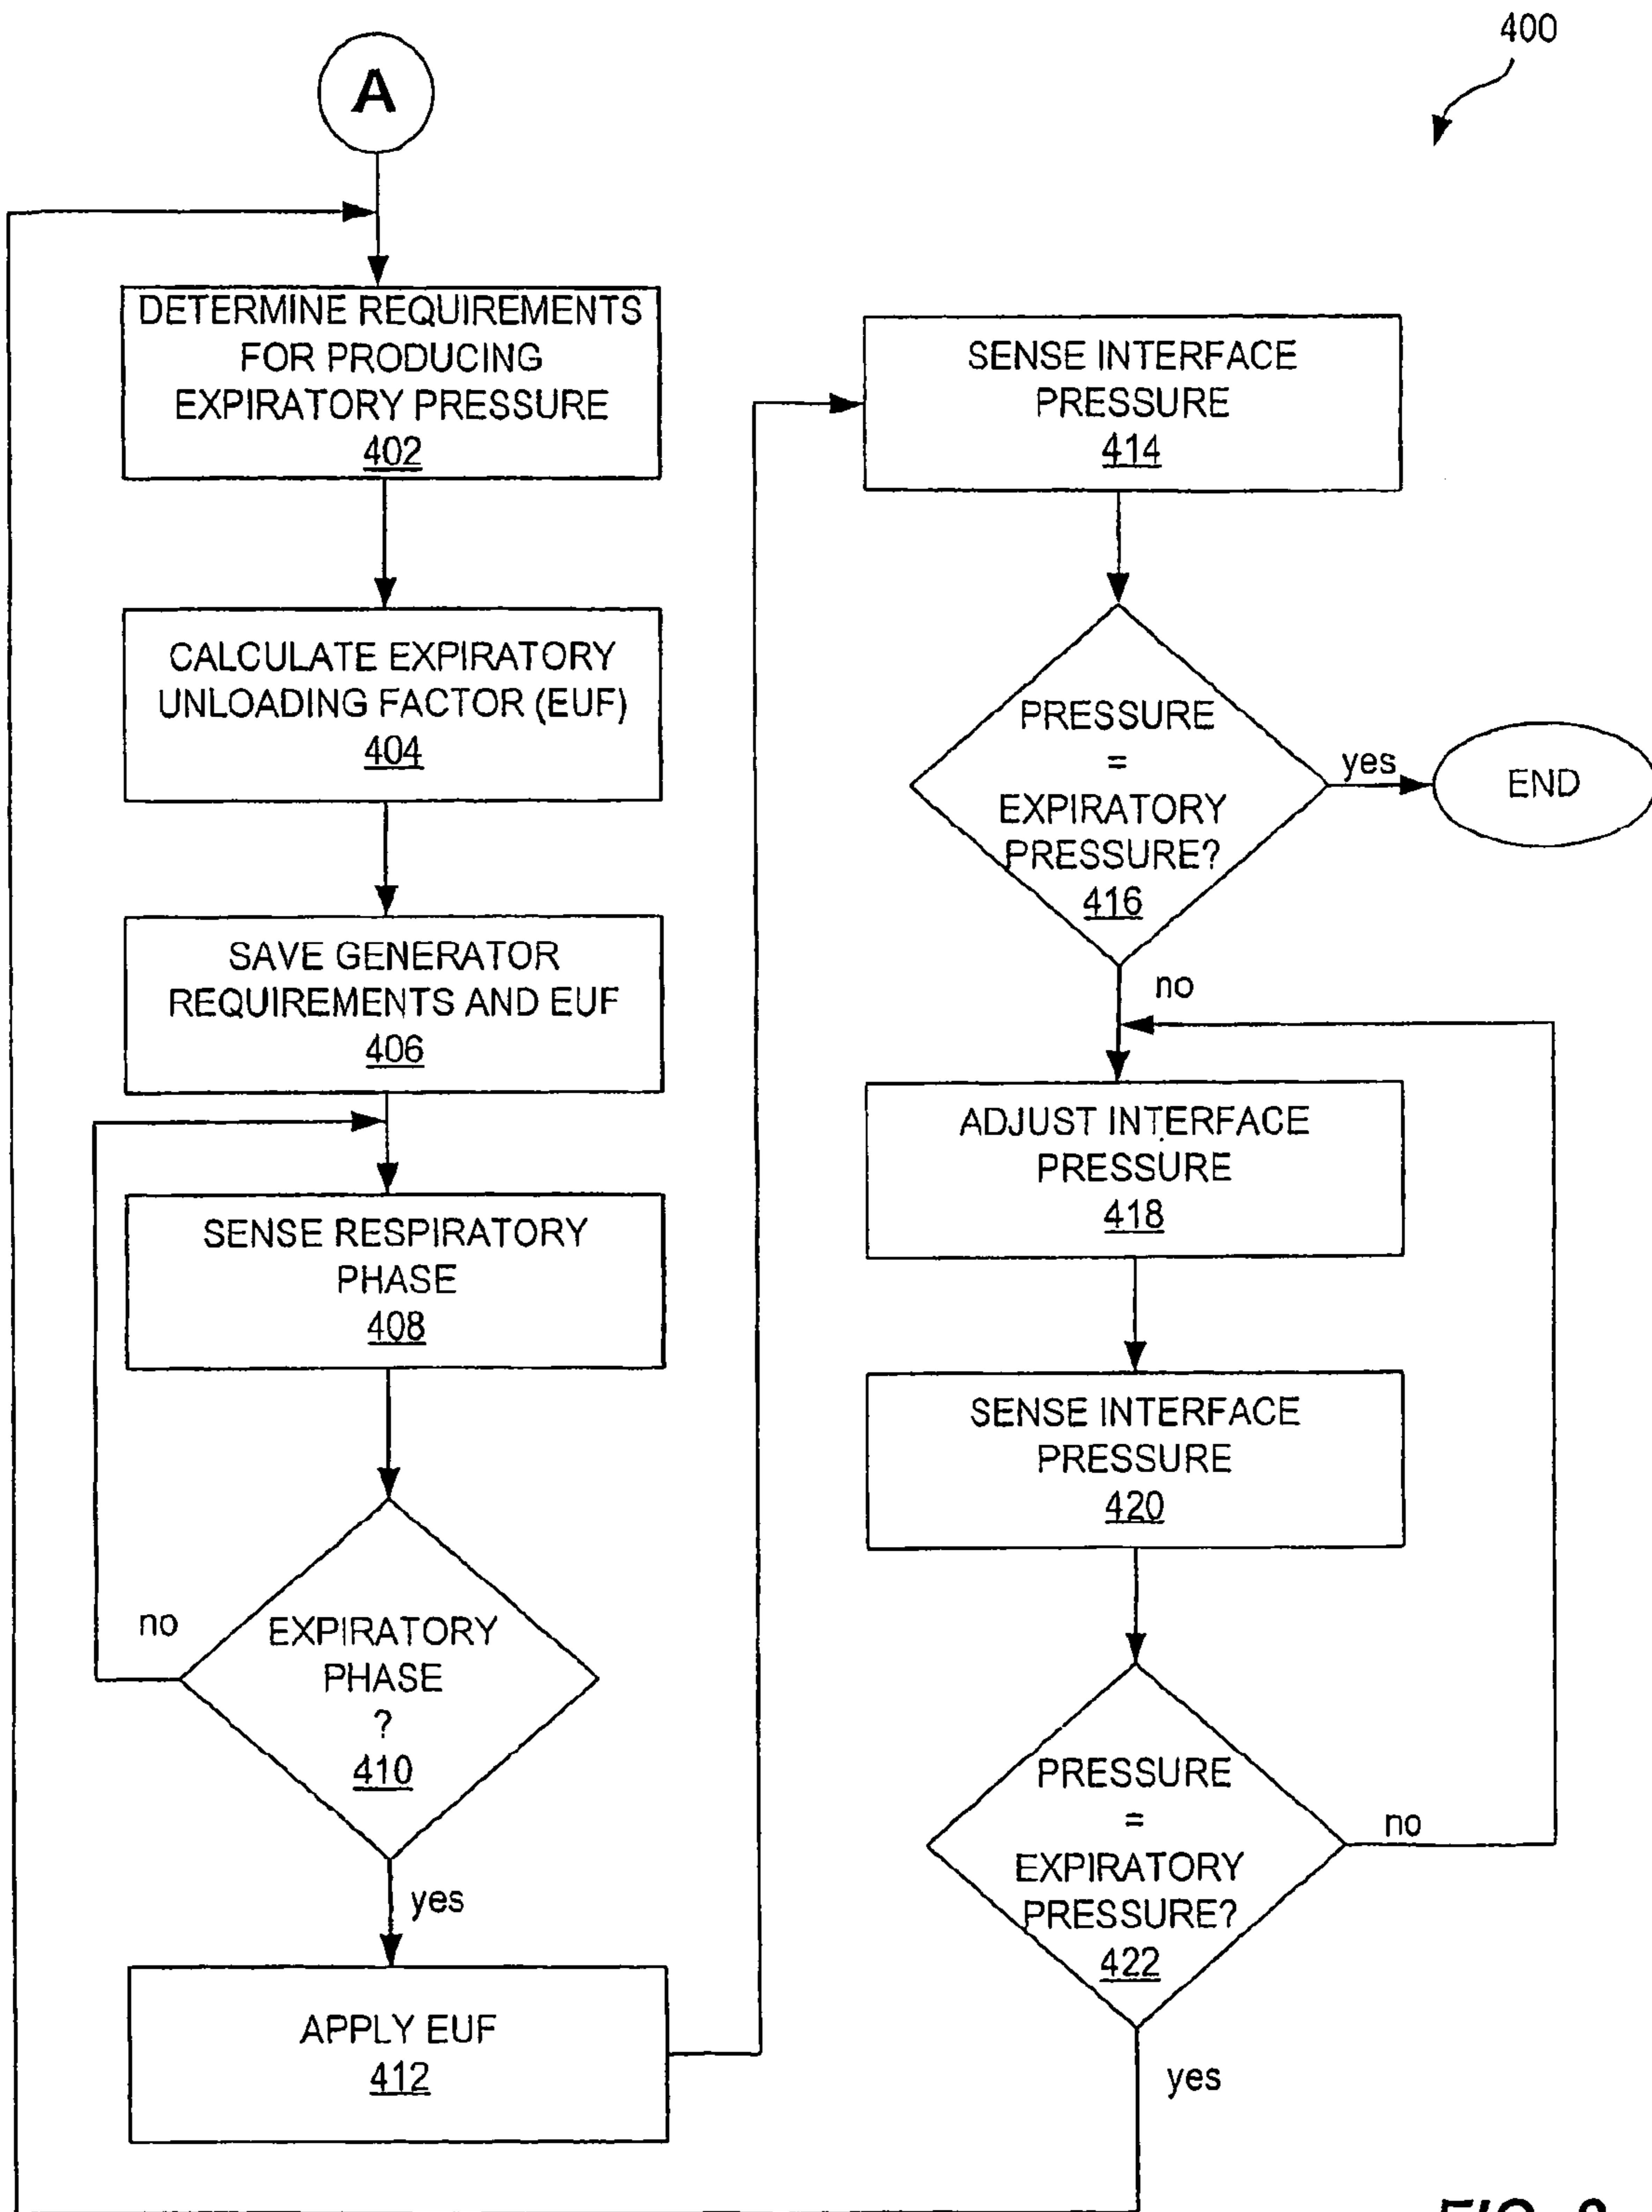 400
A
DETERMINE REQUIREMENTS
FOR PRODUCING
EXPIRATORY PRESSURE
402
CALCULATE EXPIRATORY
UNLOADING FACTOR (EUF)
404
SAVE GENERATOR
REQUIREMENTS AND EUF
406
SENSE RESPIRATORY
PHASE
408
no
EXPIRATORY
PHASE
?
410
yes
APPLY EUF
412
SENSE INTERFACE
PRESSURE
414
PRESSURE
=
EXPIRATORY
PRESSURE?
416
yes
END
no
ADJUST INTERFACE
PRESSURE
418
SENSE INTERFACE
PRESSURE
420
PRESSURE
=
EXPIRATORY
PRESSURE?
422
no
yes